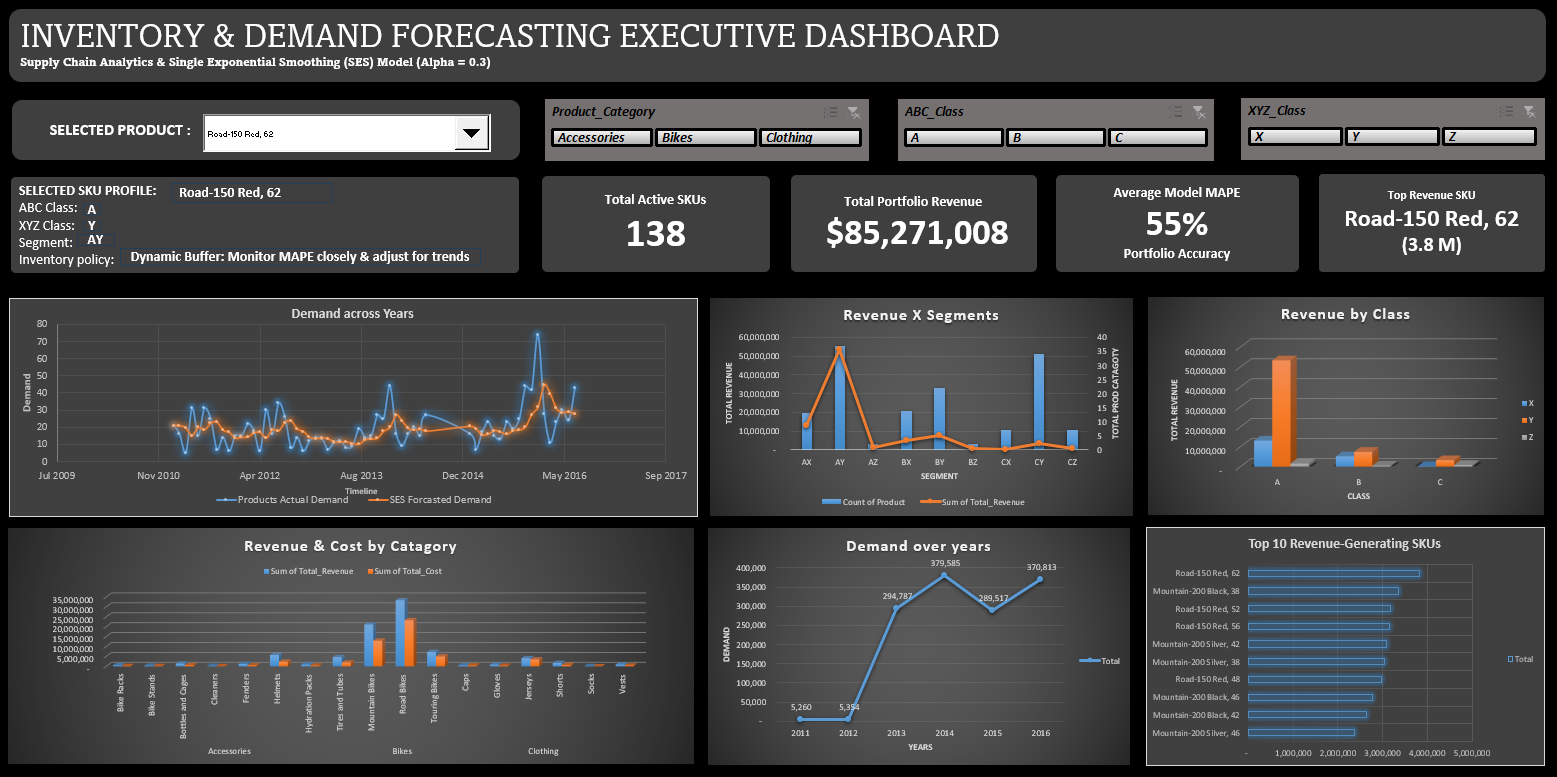 INVENTORY & DEMAND FORECASTING EXECUTIVE DASHBOARD
Supply Chain Analytics & Single Exponential Smoothing (SES) Model (Alpha = 0.3)
SELECTED PRODUCT :
Road-150 Red, 62
Product_Category
Accessories
Bikes
Clothing
ABC_Class
A
B
C
XYZ_Class
X
Y
Z
SELECTED SKU PROFILE: Road-150 Red, 62
ABC Class: A
XYZ Class: Y
Segment: AY
Inventory policy: Dynamic Buffer: Monitor MAPE closely & adjust for trends
Total Active SKUs
138
Total Portfolio Revenue
$85,271,008
Average Model MAPE
55%
Portfolio Accuracy
Top Revenue SKU
Road-150 Red, 62
(3.8 M)
Demand across Years
Demand
80
70
60
50
40
30
20
10
0
Jul 2009 Nov 2010 Apr 2012 Aug 2013 Dec 2014 May 2016 Sep 2017
Timeline
Products Actual Demand SES Forcasted Demand
Revenue X Segments
TOTAL REVENUE
60,000,000
50,000,000
40,000,000
30,000,000
20,000,000
10,000,000
-
40
35
30
25
20
15
10
5
0
TOTAL PROD CATAGOTY
AX AY AZ BX BY BZ CX CY CZ
SEGMENT
Count of Product Sum of Total_Revenue
Revenue by Class
TOTAL REVENUE
60,000,000
50,000,000
40,000,000
30,000,000
20,000,000
10,000,000
-
A B C
CLASS
X
Y
Z
Revenue & Cost by Catagory
Sum of Total_Revenue Sum of Total_Cost
35,000,000
30,000,000
25,000,000
20,000,000
15,000,000
10,000,000
5,000,000
-
Bike Racks
Bike Stands
Bottles and Cages
Cleaners
Fenders
Helmets
Hydration Packs
Tires and Tubes
Mountain Bikes
Road Bikes
Touring Bikes
Caps
Gloves
Jerseys
Shorts
Socks
Vests
Accessories Bikes Clothing
Demand over years
DEMAND
400,000
350,000
300,000
250,000
200,000
150,000
100,000
50,000
-
5,260
5,354
294,787
379,585
289,517
370,813
2011 2012 2013 2014 2015 2016
YEARS
Total
Top 10 Revenue-Generating SKUs
Road-150 Red, 62
Mountain-200 Black, 38
Road-150 Red, 52
Road-150 Red, 56
Mountain-200 Silver, 42
Mountain-200 Silver, 38
Road-150 Red, 48
Mountain-200 Black, 46
Mountain-200 Black, 42
Mountain-200 Silver, 46
- 1,000,000 2,000,000 3,000,000 4,000,000 5,000,000
Total